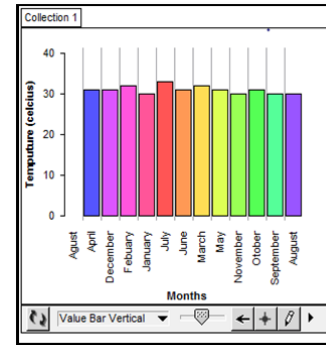 Collection 1
Temputure (celcius)
40
30
20
10
0
Agust
April
December
Febuary
January
July
June
March
May
November
Otober
September
August
Months
Value Bar Vertical